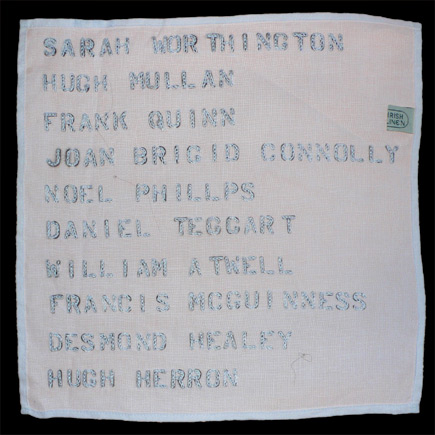 SARAH WORTHINGTON
HUGH MULLAN
FRANK QUINN
JOAN BRIGID CONNOLLY
NOEL PHILLPS
DANIEL TEGGART
WILLIAM ATWELL
FRANCIS MCGUINNESS
DESMOND HEALEY
HUGH HERRON
IRISH
LINEN